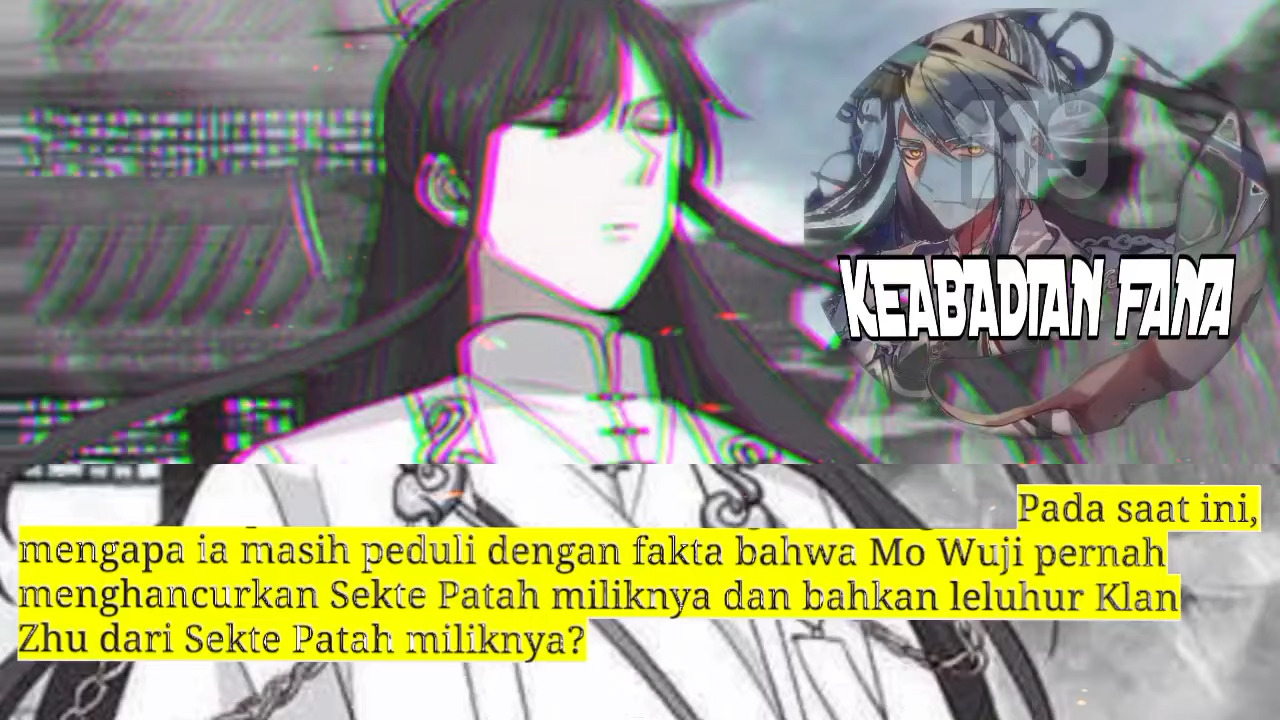 119
KEABADIAN FANA
Pada saat ini,
mengapa ia masih peduli dengan fakta bahwa Mo Wuji pernah
menghancurkan Sekte Patah miliknya dan bahkan leluhur Klan
Zhu dari Sekte Patah miliknya?